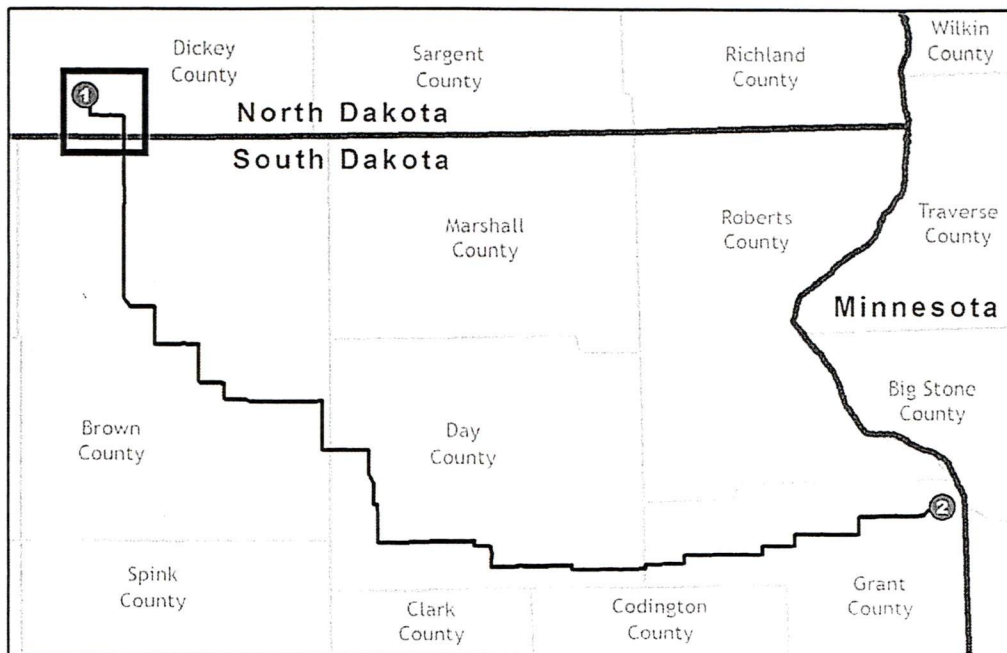 Dickey
County
Sargent
County
Richland
County
Wilkin
County
1
North Dakota
South Dakota
Marshall
County
Roberts
County
Traverse
County
Minnesota
Big Stone
County
Brown
County
Day
County
2
Spink
County
Clark
County
Codington
County
Grant
County